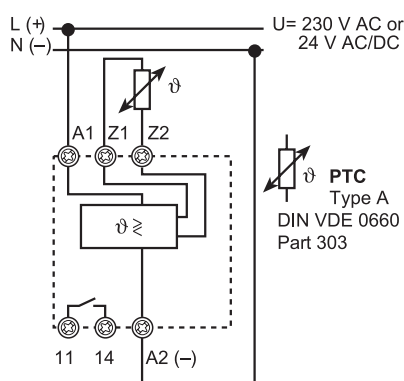 L (+)
U= 230 V AC or
N (–)
24 V AC/DC
ϑ
A1 Z1 Z2
ϑ PTC
Type A
DIN VDE 0660
Part 303
ϑ ≷
11 14 A2 (–)